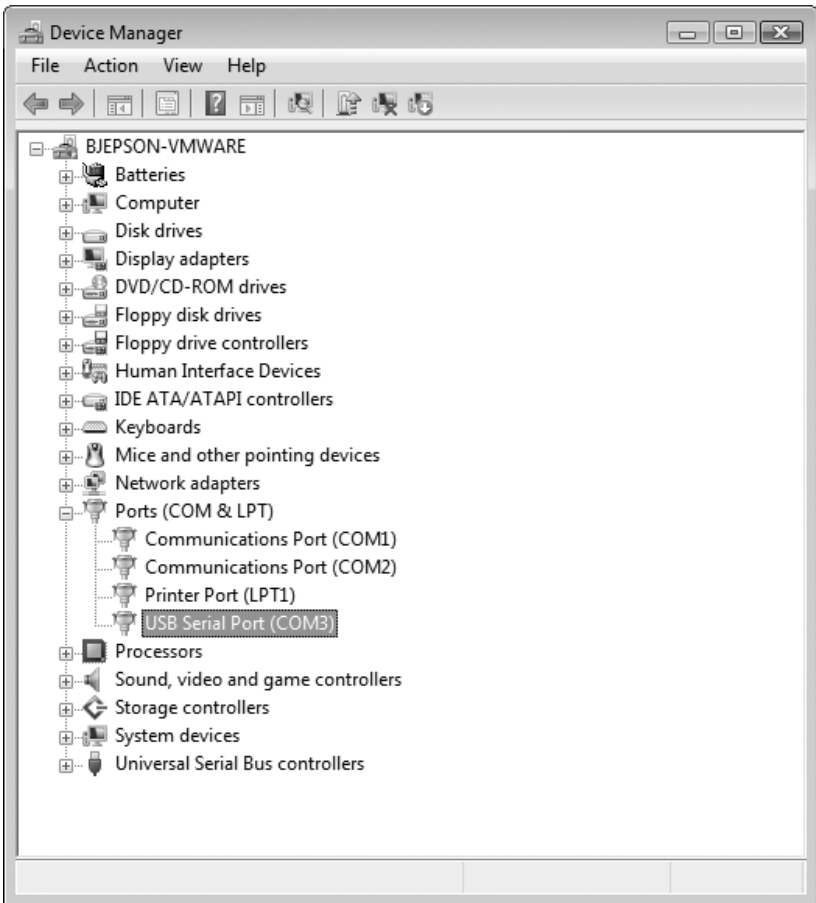 Device Manager
File Action View Help
BJEPSON-VMWARE
Batteries
Computer
Disk drives
Display adapters
DVD/CD-ROM drives
Floppy disk drives
Floppy drive controllers
Human Interface Devices
IDE ATA/ATAPI controllers
Keyboards
Mice and other pointing devices
Network adapters
Ports (COM & LPT)
Communications Port (COM1)
Communications Port (COM2)
Printer Port (LPT1)
USB Serial Port (COM3)
Processors
Sound, video and game controllers
Storage controllers
System devices
Universal Serial Bus controllers